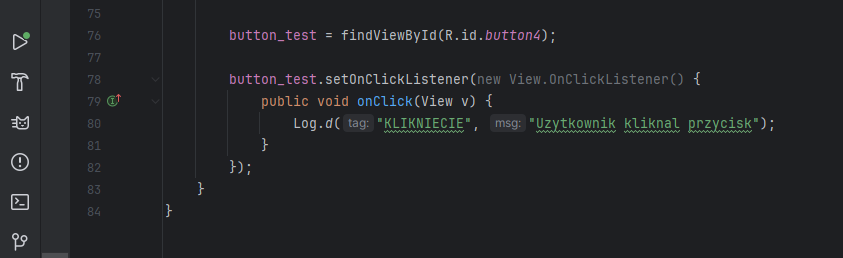 75
76 button_test = findViewById(R.id.button4);
77
78 button_test.setOnClickListener(new View.OnClickListener() {
79 public void onClick(View v) {
80 Log.d( tag: "KLIKNIECIE", msg: "Uzytkownik kliknal przycisk");
81 }
82 });
83 }
84 }